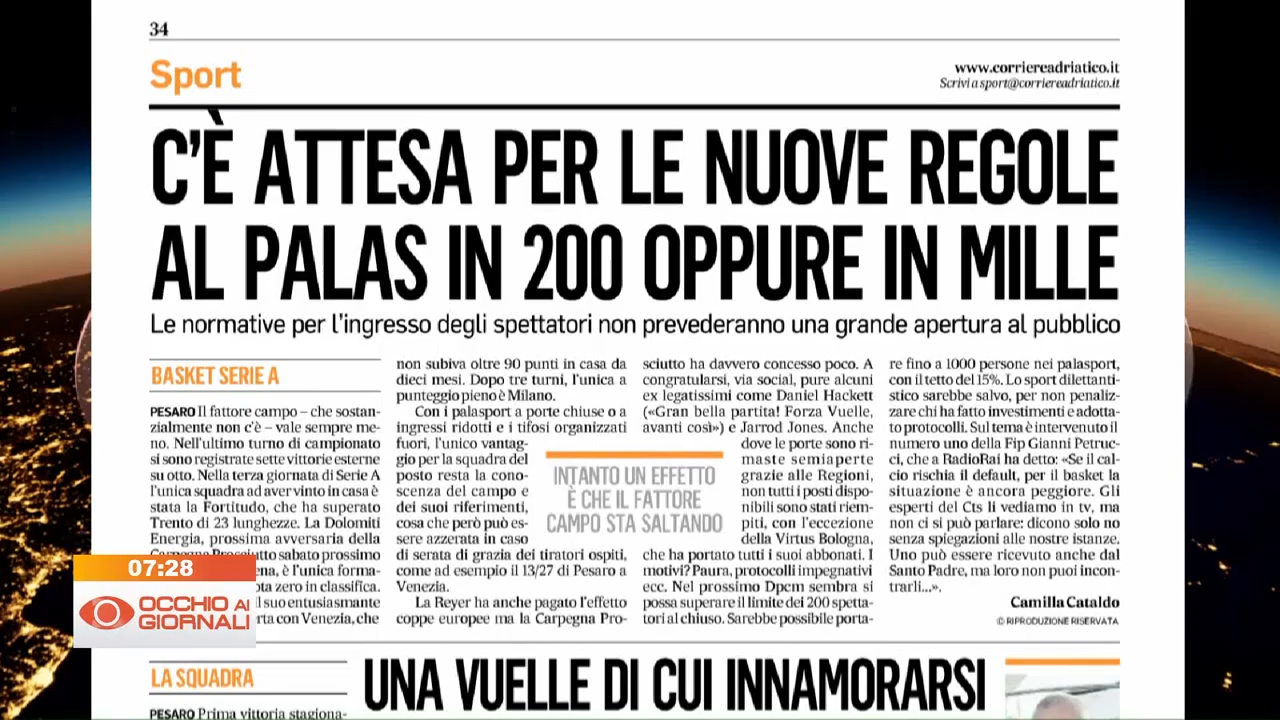 34
Sport
www.corriereadriatico.it
Scrivi a sport@corriereadriatico.it
C'È ATTESA PER LE NUOVE REGOLE
AL PALAS IN 200 OPPURE IN MILLE
Le normative per l'ingresso degli spettatori non prevederanno una grande apertura al pubblico
BASKET SERIE A
PESARO Il fattore campo – che sostan-
zialmente non c'è – vale sempre me-
no. Nell'ultimo turno di campionato
si sono registrate sette vittorie esterne
su otto. Nella terza giornata di Serie A
l'unica squadra ad aver vinto in casa è
stata la Fortitudo, che ha superato
Trento di 23 lunghezze. La Dolomiti
Energia, prossima avversaria della
Carpegna Prosciutto sabato prossimo
ena, è l'unica forma-
ota zero in classifica.
l suo entusiasmante
rta con Venezia, che
non subiva oltre 90 punti in casa da
dieci mesi. Dopo tre turni, l'unica a
punteggio pieno è Milano.
Con i palasport a porte chiuse o a
ingressi ridotti e i tifosi organizzati
fuori, l'unico vantag-
gio per la squadra del
posto resta la cono-
scenza del campo e
dei suoi riferimenti,
cosa che però può es-
sere azzerata in caso
di serata di grazia dei tiratori ospiti,
come ad esempio il 13/27 di Pesaro a
Venezia.
La Reyer ha anche pagato l'effetto
coppe europee ma la Carpegna Pro-
INTANTO UN EFFETTO
È CHE IL FATTORE
CAMPO STA SALTANDO
sciutto ha davvero concesso poco. A
congratularsi, via social, pure alcuni
ex legatissimi come Daniel Hackett
(«Gran bella partita! Forza Vuelle,
avanti così») e Jarrod Jones. Anche
dove le porte sono ri-
maste semiaperte
grazie alle Regioni,
non tutti i posti dispo-
nibili sono stati riem-
piti, con l'eccezione
della Virtus Bologna,
che ha portato tutti i suoi abbonati. I
motivi? Paura, protocolli impegnativi
ecc. Nel prossimo Dpcm sembra si
possa superare il limite dei 200 spetta-
tori al chiuso. Sarebbe possibile porta-
re fino a 1000 persone nei palasport,
con il tetto del 15%. Lo sport dilettanti-
stico sarebbe salvo, per non penaliz-
zare chi ha fatto investimenti e adotta-
to protocolli. Sul tema è intervenuto il
numero uno della Fip Gianni Petruc-
ci, che a RadioRai ha detto: «Se il cal-
cio rischia il default, per il basket la
situazione è ancora peggiore. Gli
esperti del Cts li vediamo in tv, ma
non ci si può parlare: dicono solo no
senza spiegazioni alle nostre istanze.
Uno può essere ricevuto anche dal
Santo Padre, ma loro non puoi incon-
trarli...».
Camilla Cataldo
© RIPRODUZIONE RISERVATA
07:28
OCCHIO AI
GIORNALI
LA SQUADRA
UNA VUELLE DI CUI INNAMORARSI
PESARO Prima vittoria stagiona-